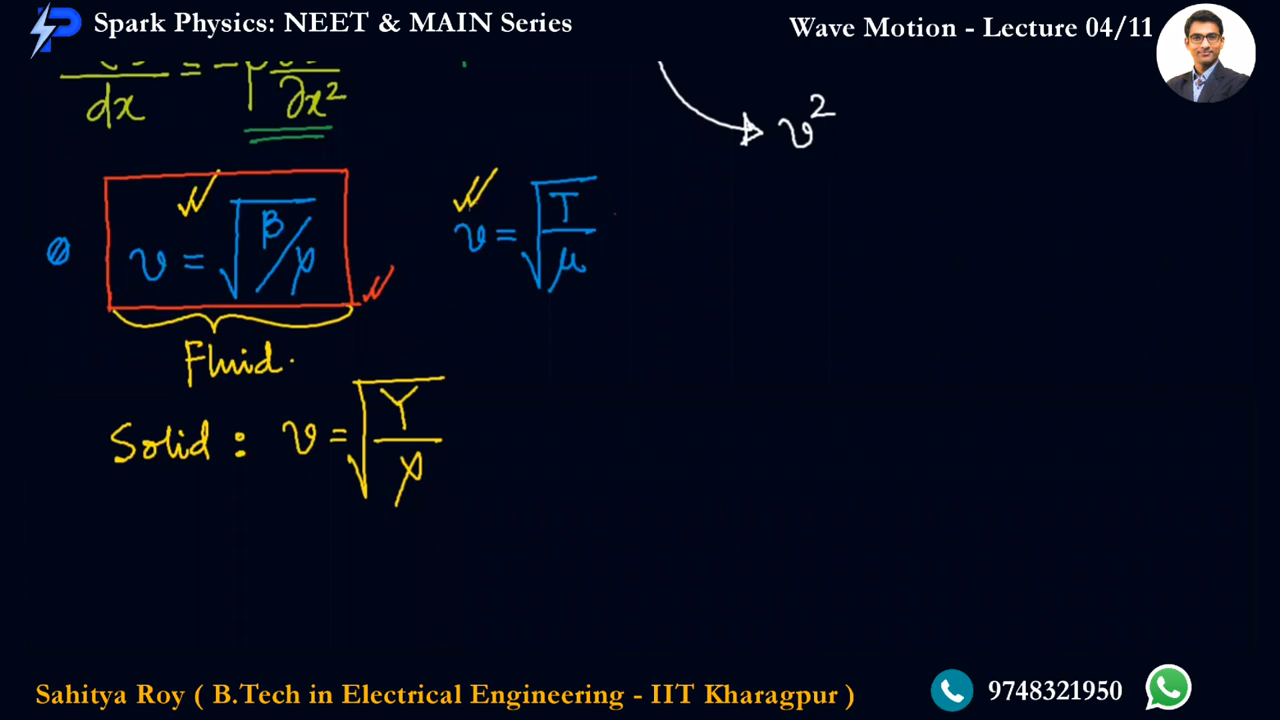 Spark Physics: NEET & MAIN Series
Wave Motion - Lecture 04/11
dx = -ρ ∂x²
v²
v = √B/ρ
v = √T/μ
Fluid.
Solid : v = √Y/ρ
Sahitya Roy ( B.Tech in Electrical Engineering - IIT Kharagpur )
9748321950